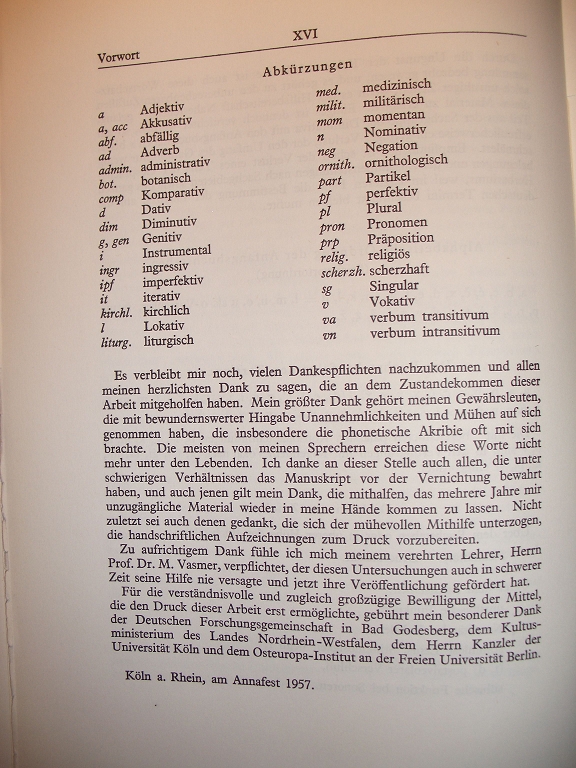 XVI
Vorwort
Abkürzungen
a Adjektiv
a, acc Akkusativ
abf. abfällig
ad Adverb
admin. administrativ
bot. botanisch
comp Komparativ
d Dativ
dim Diminutiv
g, gen Genitiv
i Instrumental
ingr ingressiv
ipf imperfektiv
it iterativ
kirchl. kirchlich
l Lokativ
liturg. liturgisch
med. medizinisch
milit. militärisch
mom momentan
n Nominativ
neg Negation
ornith. ornithologisch
part Partikel
pf perfektiv
pl Plural
pron Pronomen
prp Präposition
relig. religiös
scherzh. scherzhaft
sg Singular
v Vokativ
va verbum transitivum
vn verbum intransitivum
Es verbleibt mir noch, vielen Dankespflichten nachzukommen und allen
meinen herzlichsten Dank zu sagen, die an dem Zustandekommen dieser
Arbeit mitgeholfen haben. Mein größter Dank gehört meinen Gewährsleuten,
die mit bewundernswerter Hingabe Unannehmlichkeiten und Mühen auf sich
genommen haben, die insbesondere die phonetische Akribie oft mit sich
brachte. Die meisten von meinen Sprechern erreichen diese Worte nicht
mehr unter den Lebenden. Ich danke an dieser Stelle auch allen, die unter
schwierigen Verhältnissen das Manuskript vor der Vernichtung bewahrt
haben, und auch jenen gilt mein Dank, die mithalfen, das mehrere Jahre mir
unzugängliche Material wieder in meine Hände kommen zu lassen. Nicht
zuletzt sei auch denen gedankt, die sich der mühevollen Mithilfe unterzogen,
die handschriftlichen Aufzeichnungen zum Druck vorzubereiten.
Zu aufrichtigem Dank fühle ich mich meinem verehrten Lehrer, Herrn
Prof. Dr. M. Vasmer, verpflichtet, der diesen Untersuchungen auch in schwerer
Zeit seine Hilfe nie versagte und jetzt ihre Veröffentlichung gefördert hat.
Für die verständnisvolle und zugleich großzügige Bewilligung der Mittel,
die den Druck dieser Arbeit erst ermöglichte, gebührt mein besonderer Dank
der Deutschen Forschungsgemeinschaft in Bad Godesberg, dem Kultus-
ministerium des Landes Nordrhein-Westfalen, dem Herrn Kanzler der
Universität Köln und dem Osteuropa-Institut an der Freien Universität Berlin.
Köln a. Rhein, am Annafest 1957.